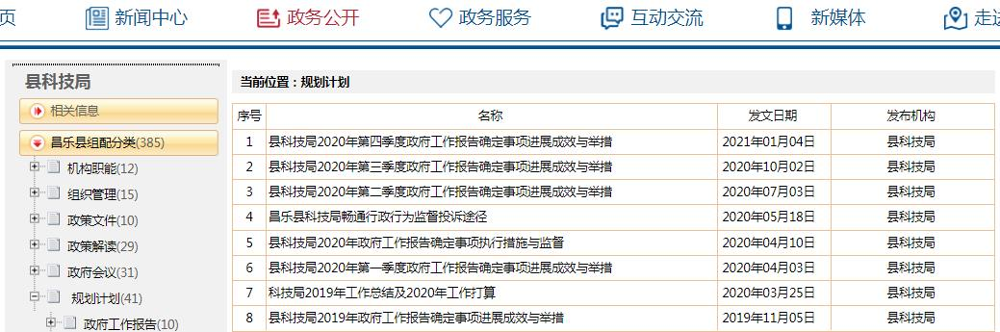 页 新闻中心 政务公开 政务服务 互动交流 新媒体 走进
县科技局
相关信息
昌乐县组配分类(385)
机构职能(12)
组织管理(15)
政策文件(10)
政策解读(29)
政府会议(31)
规划计划(41)
政府工作报告(10)
当前位置：规划计划
序号 名称 发文日期 发布机构
1 县科技局2020年第四季度政府工作报告确定事项进展成效与举措 2021年01月04日 县科技局
2 县科技局2020年第三季度政府工作报告确定事项进展成效与举措 2020年10月02日 县科技局
3 县科技局2020年第二季度政府工作报告确定事项进展成效与举措 2020年07月03日 县科技局
4 昌乐县科技局畅通行政行为监督投诉途径 2020年05月18日 县科技局
5 县科技局2020年政府工作报告确定事项执行措施与监督 2020年04月10日 县科技局
6 县科技局2020年第一季度政府工作报告确定事项进展成效与举措 2020年04月03日 县科技局
7 科技局2019年工作总结及2020年工作打算 2020年03月25日 县科技局
8 县科技局2019年政府工作报告确定事项进展成效与举措 2019年11月05日 县科技局